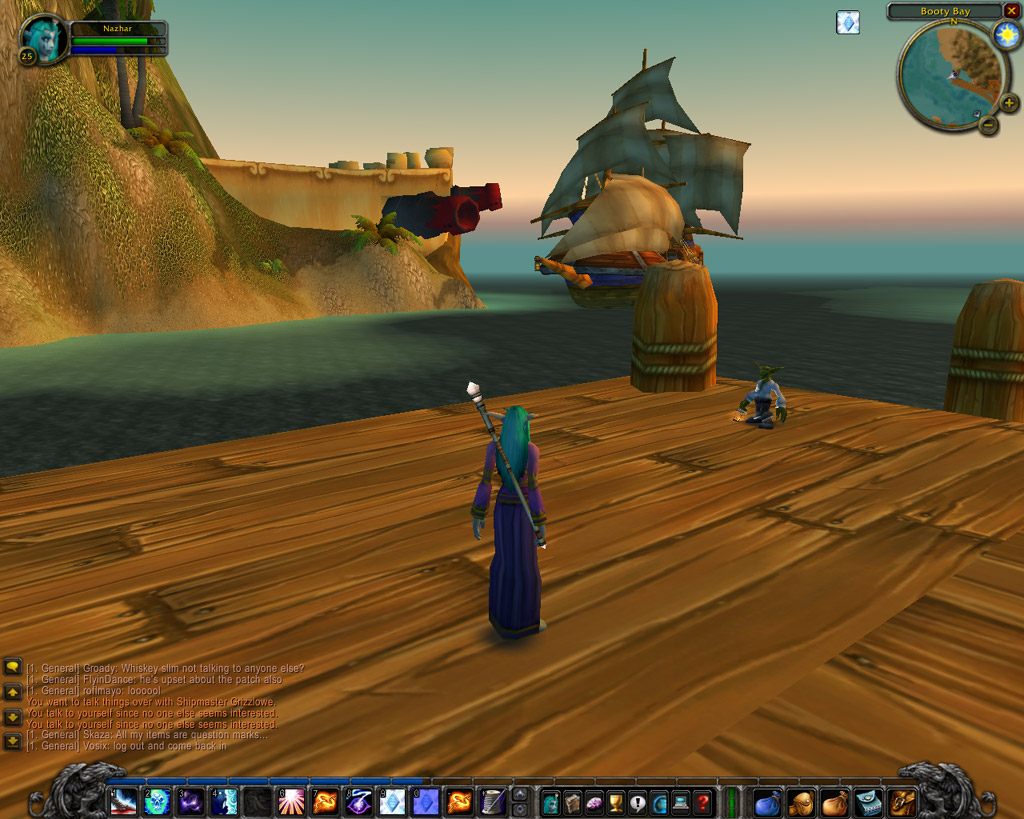 Nazhar
25
Booty Bay
N
[1. General] Groady: Whiskey slim not talking to anyone else?
[1. General] FlyinDance: he's upset about the patch also
[1. General] roflmayo: loooool
You want to talk things over with Shipmaster Grizzlowe.
You talk to yourself since no one else seems interested.
You talk to yourself since no one else seems interested.
[1. General] Skaza: All my items are question marks...
[1. General] Vosix: log out and come back in